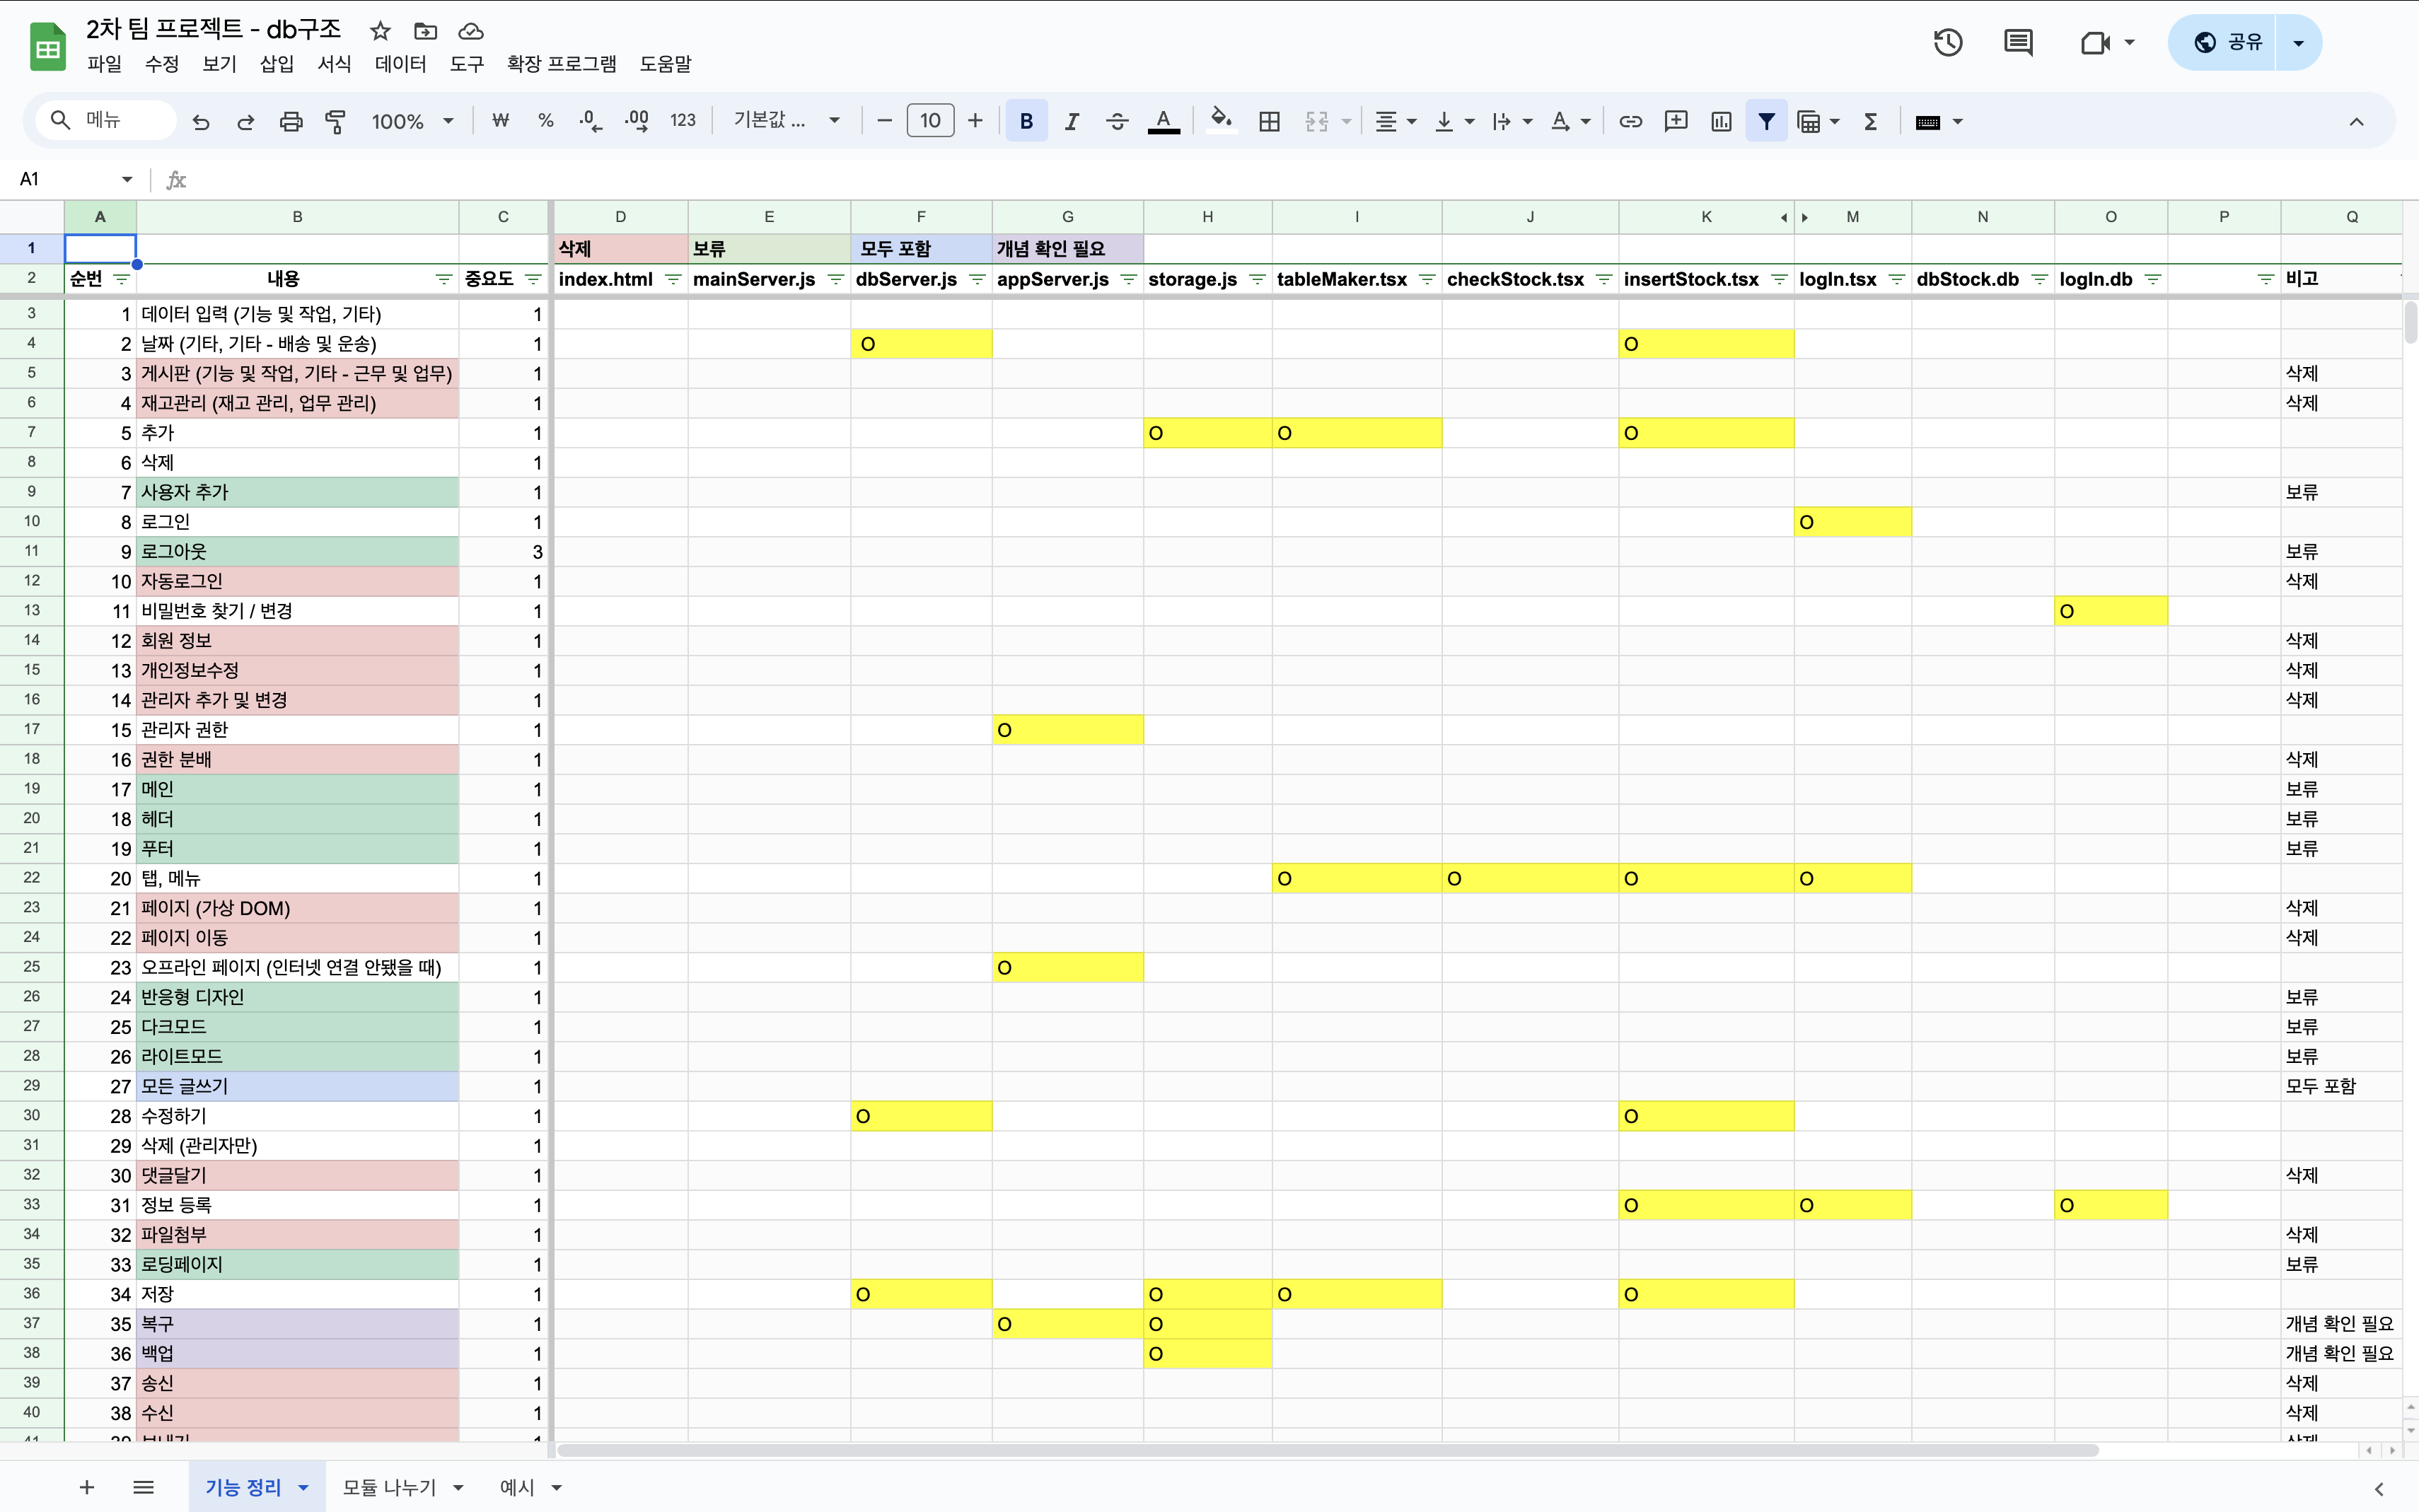 2차 팀 프로젝트 - db구조
파일 수정 보기 삽입 서식 데이터 도구 확장 프로그램 도움말
공유
메뉴 100% ₩ % .0 .00 123 기본값 ... 10 B I S A A Σ
A1 fx
A B C D E F G H I J K M N O P Q
1 삭제 보류 모두 포함 개념 확인 필요
2 순번 내용 중요도 index.html mainServer.js dbServer.js appServer.js storage.js tableMaker.tsx checkStock.tsx insertStock.tsx logIn.tsx dbStock.db logIn.db 비고
3 1 데이터 입력 (기능 및 작업, 기타) 1
4 2 날짜 (기타, 기타 - 배송 및 운송) 1 O O
5 3 게시판 (기능 및 작업, 기타 - 근무 및 업무) 1 삭제
6 4 재고관리 (재고 관리, 업무 관리) 1 삭제
7 5 추가 1 O O O
8 6 삭제 1
9 7 사용자 추가 1 보류
10 8 로그인 1 O
11 9 로그아웃 3 보류
12 10 자동로그인 1 삭제
13 11 비밀번호 찾기 / 변경 1 O
14 12 회원 정보 1 삭제
15 13 개인정보수정 1 삭제
16 14 관리자 추가 및 변경 1 삭제
17 15 관리자 권한 1 O
18 16 권한 분배 1 삭제
19 17 메인 1 보류
20 18 헤더 1 보류
21 19 푸터 1 보류
22 20 탭, 메뉴 1 O O O O
23 21 페이지 (가상 DOM) 1 삭제
24 22 페이지 이동 1 삭제
25 23 오프라인 페이지 (인터넷 연결 안됐을 때) 1 O
26 24 반응형 디자인 1 보류
27 25 다크모드 1 보류
28 26 라이트모드 1 보류
29 27 모든 글쓰기 1 모두 포함
30 28 수정하기 1 O O
31 29 삭제 (관리자만) 1
32 30 댓글달기 1 삭제
33 31 정보 등록 1 O O O
34 32 파일첨부 1 삭제
35 33 로딩페이지 1 보류
36 34 저장 1 O O O O
37 35 복구 1 O O 개념 확인 필요
38 36 백업 1 O 개념 확인 필요
39 37 송신 1 삭제
40 38 수신 1 삭제
기능 정리 모듈 나누기 예시